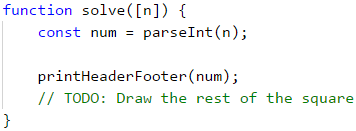 function solve([n]) {
    const num = parseInt(n);

    printHeaderFooter(num);
    // TODO: Draw the rest of the square
}